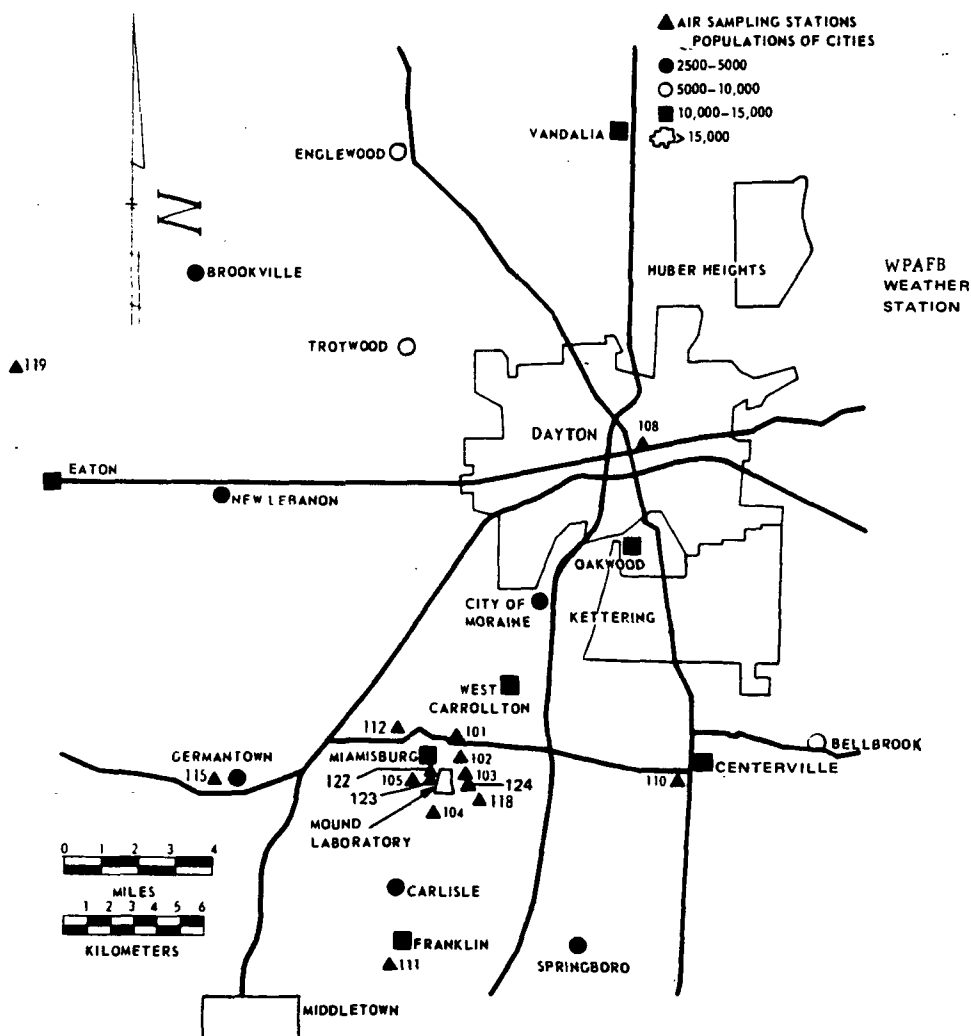 ▲ AIR SAMPLING STATIONS
POPULATIONS OF CITIES
● 2500-5000
○ 5000-10,000
■ 10,000-15,000
> 15,000
VANDALIA
ENGLEWOOD
N
HUBER HEIGHTS
BROOKVILLE
WPAFB
WEATHER
STATION
TROTWOOD
119
DAYTON
108
EATON
NEW LEBANON
OAKWOOD
CITY OF
MORAINE
KETTERING
WEST
CARROLLTON
112
101
BELLBROOK
GERMANTOWN
MIAMISBURG
102
CENTERVILLE
115
122
105
103
124
110
123
118
MOUND
LABORATORY
104
0 1 2 3 4
MILES
CARLISLE
1 2 3 4 5 6
KILOMETERS
FRANKLIN
111
SPRINGBORO
MIDDLETOWN